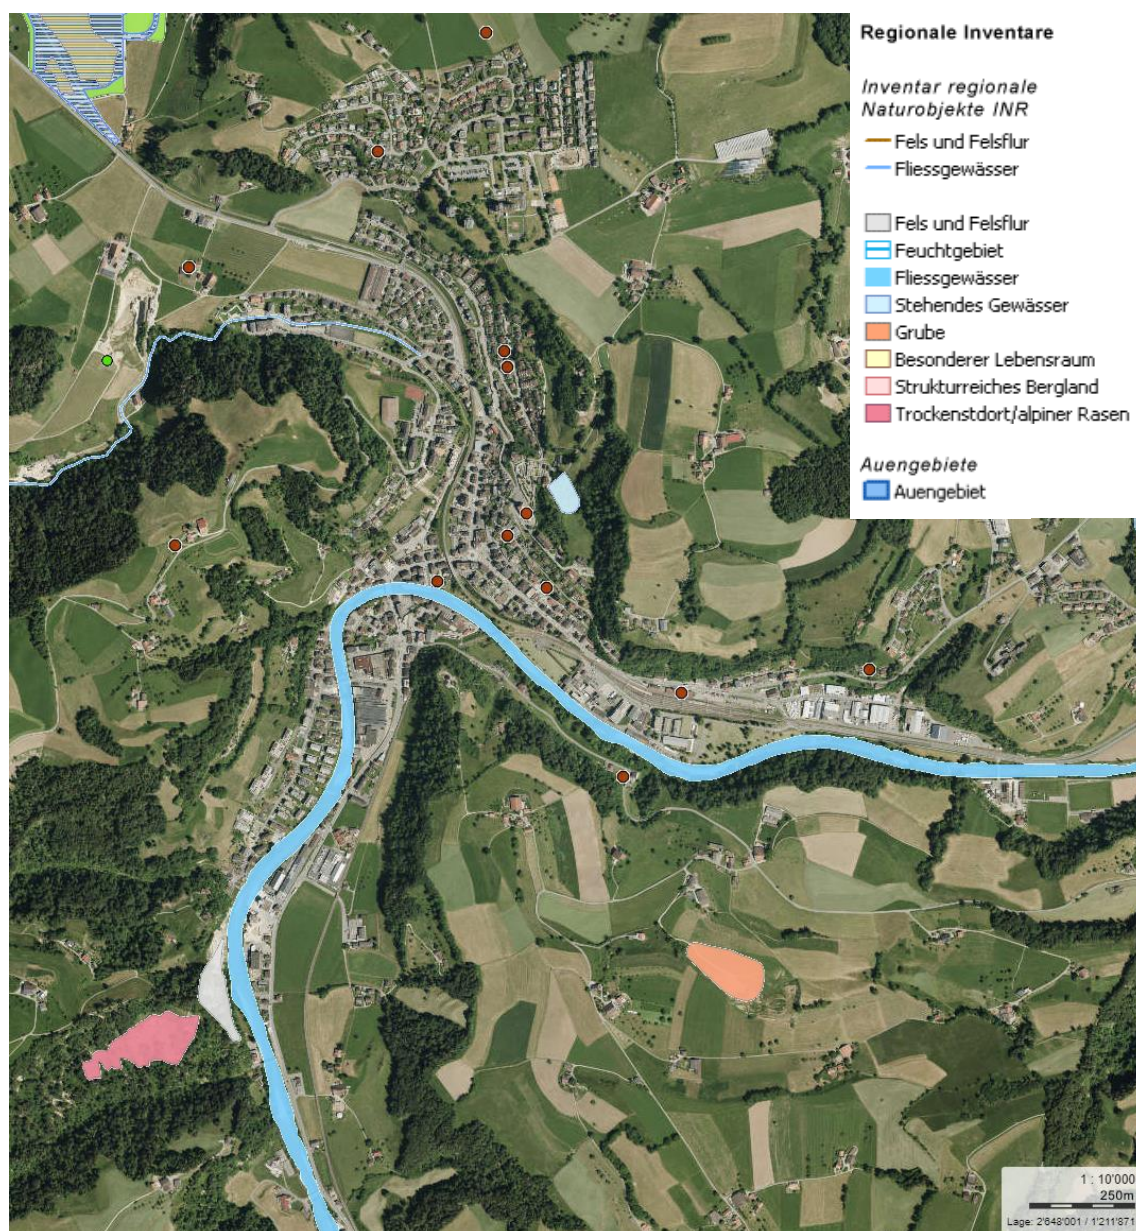 Regionale Inventare
Inventar regionale
Naturobjekte INR
Fels und Felsflur
Fliessgewässer
Fels und Felsflur
Feuchtgebiet
Fliessgewässer
Stehendes Gewässer
Grube
Besonderer Lebensraum
Strukturreiches Bergland
Trockenstdort/alpiner Rasen
Auengebiete
Auengebiet
1 : 10'000
250m
Lage: 2'648'001 / 1'211'871